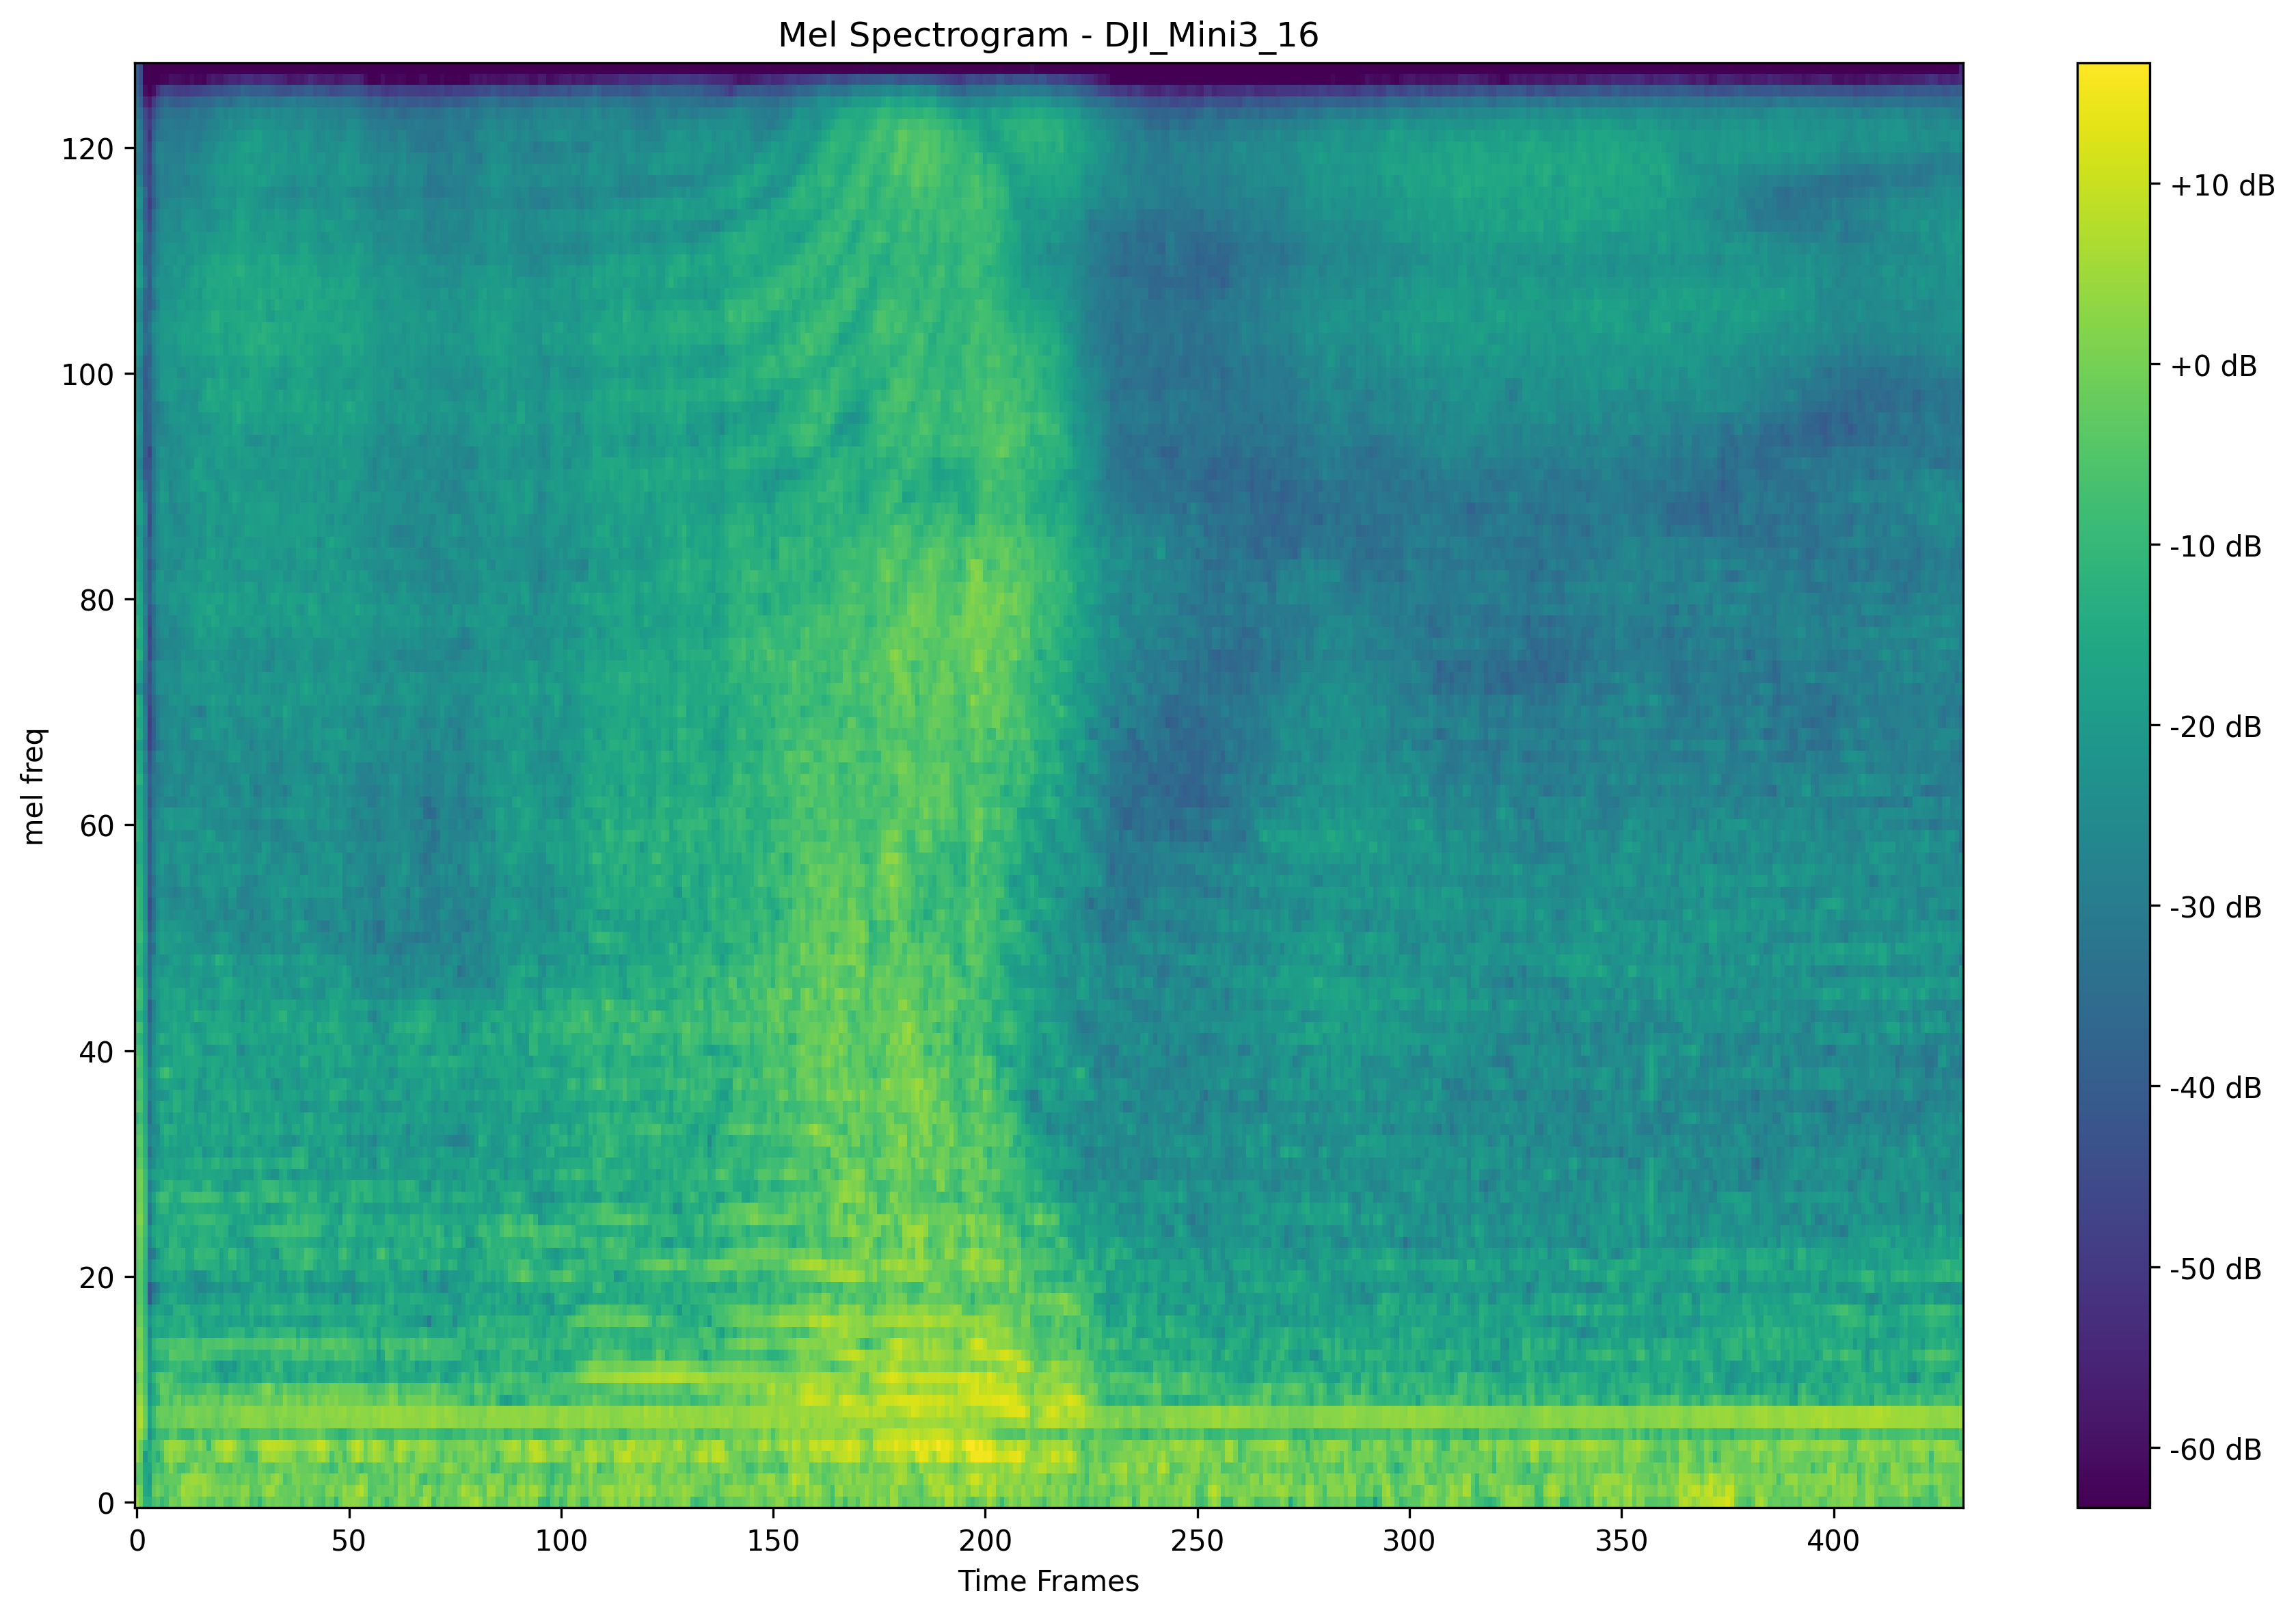 Mel Spectrogram - DJI_Mini3_16
mel freq
120
100
80
60
40
20
0
0 50 100 150 200 250 300 350 400
Time Frames
+10 dB
+0 dB
-10 dB
-20 dB
-30 dB
-40 dB
-50 dB
-60 dB